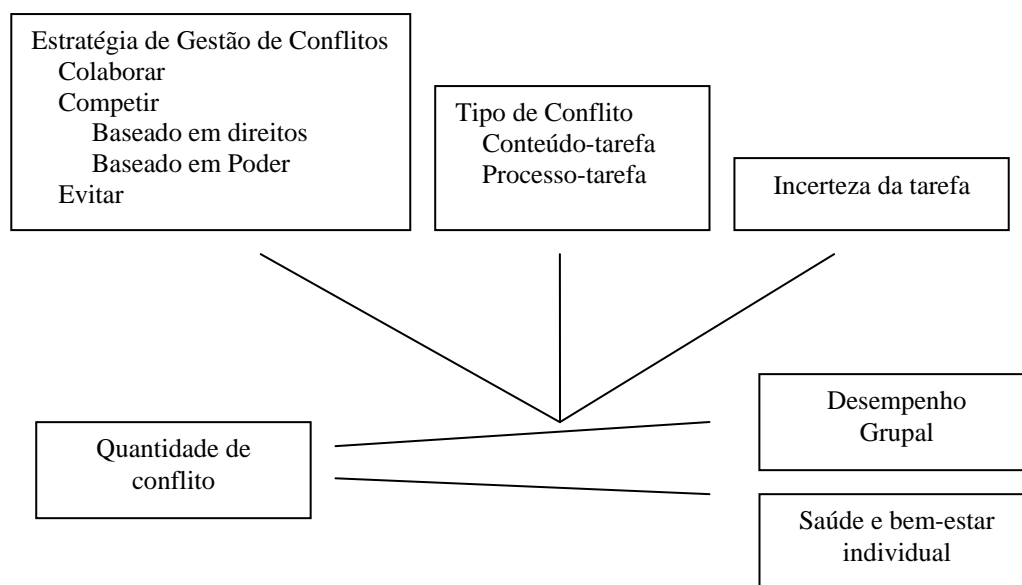 Estratégia de Gestão de Conflitos
Colaborar
Competir
Baseado em direitos
Baseado em Poder
Evitar
Tipo de Conflito
Conteúdo-tarefa
Processo-tarefa
Incerteza da tarefa
Quantidade de
conflito
Desempenho
Grupal
Saúde e bem-estar
individual